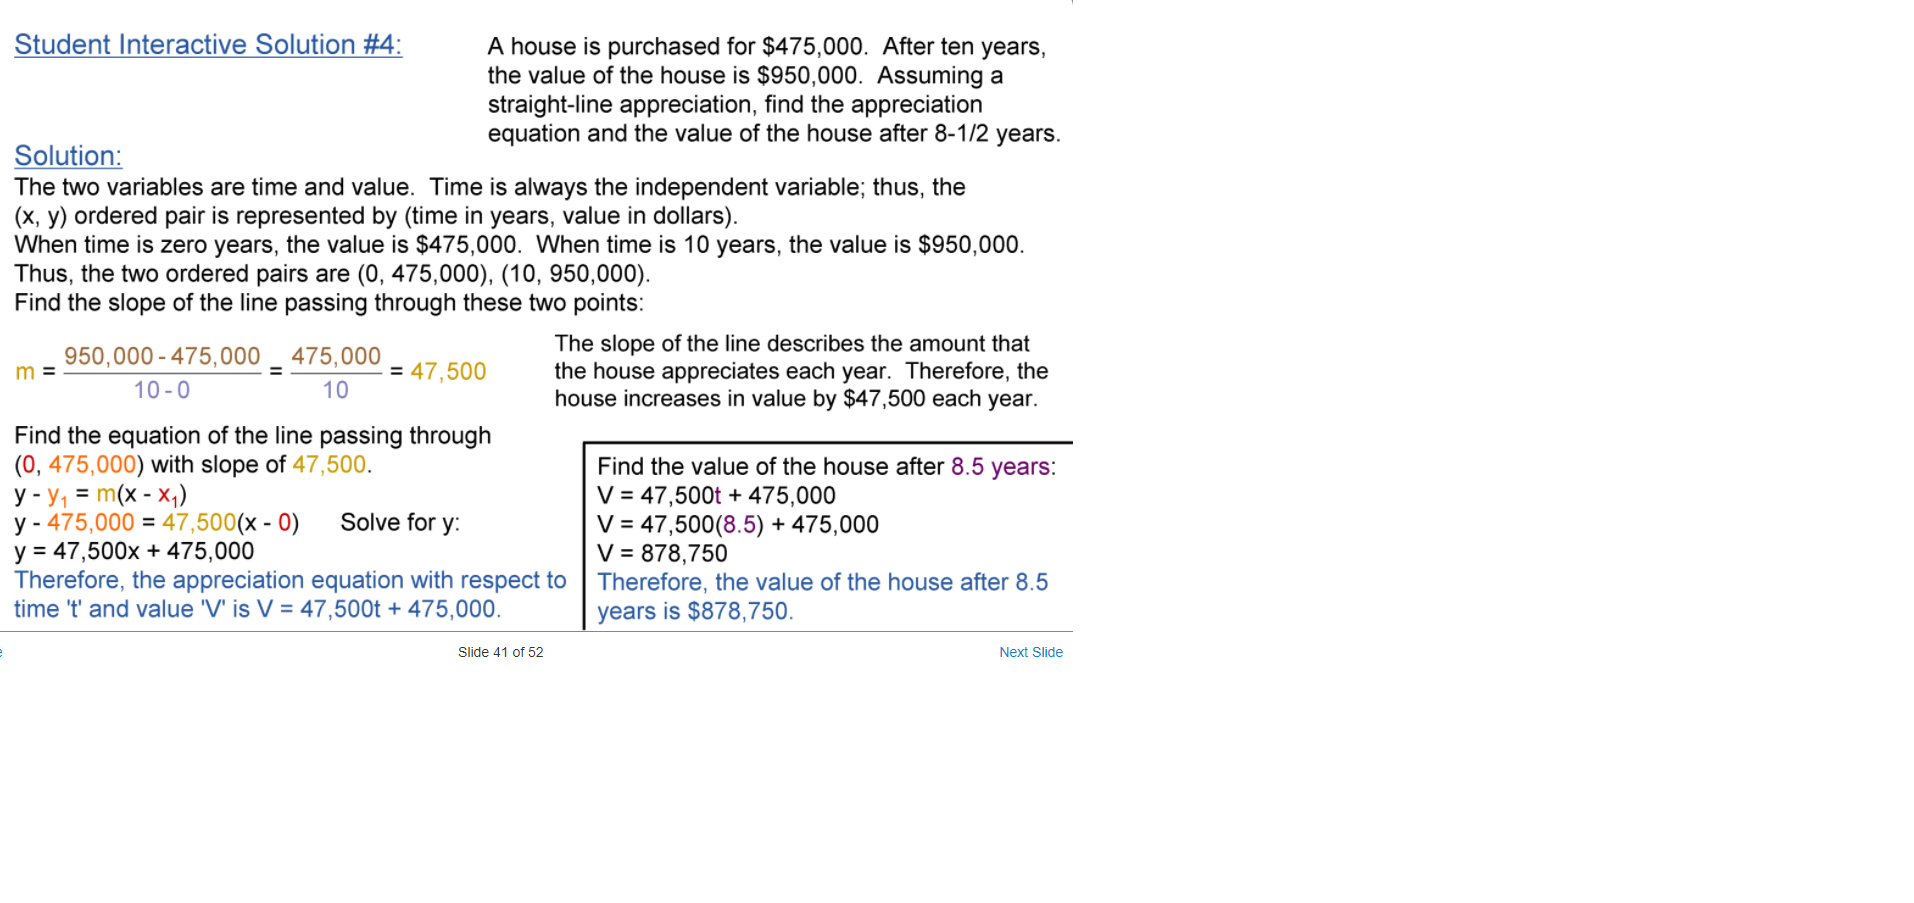 Student Interactive Solution #4:
A house is purchased for $475,000.  After ten years,
the value of the house is $950,000.  Assuming a
straight-line appreciation, find the appreciation
equation and the value of the house after 8-1/2 years.
Solution:
The two variables are time and value.  Time is always the independent variable; thus, the
(x, y) ordered pair is represented by (time in years, value in dollars).
When time is zero years, the value is $475,000.  When time is 10 years, the value is $950,000.
Thus, the two ordered pairs are (0, 475,000), (10, 950,000).
Find the slope of the line passing through these two points:
m = (950,000 - 475,000)/(10 - 0) = 475,000/10 = 47,500
The slope of the line describes the amount that
the house appreciates each year.  Therefore, the
house increases in value by $47,500 each year.
Find the equation of the line passing through
(0, 475,000) with slope of 47,500.
y - y₁ = m(x - x₁)
y - 475,000 = 47,500(x - 0)      Solve for y:
y = 47,500x + 475,000
Therefore, the appreciation equation with respect to
time 't' and value 'V' is V = 47,500t + 475,000.
Find the value of the house after 8.5 years:
V = 47,500t + 475,000
V = 47,500(8.5) + 475,000
V = 878,750
Therefore, the value of the house after 8.5
years is $878,750.
Slide 41 of 52
Next Slide